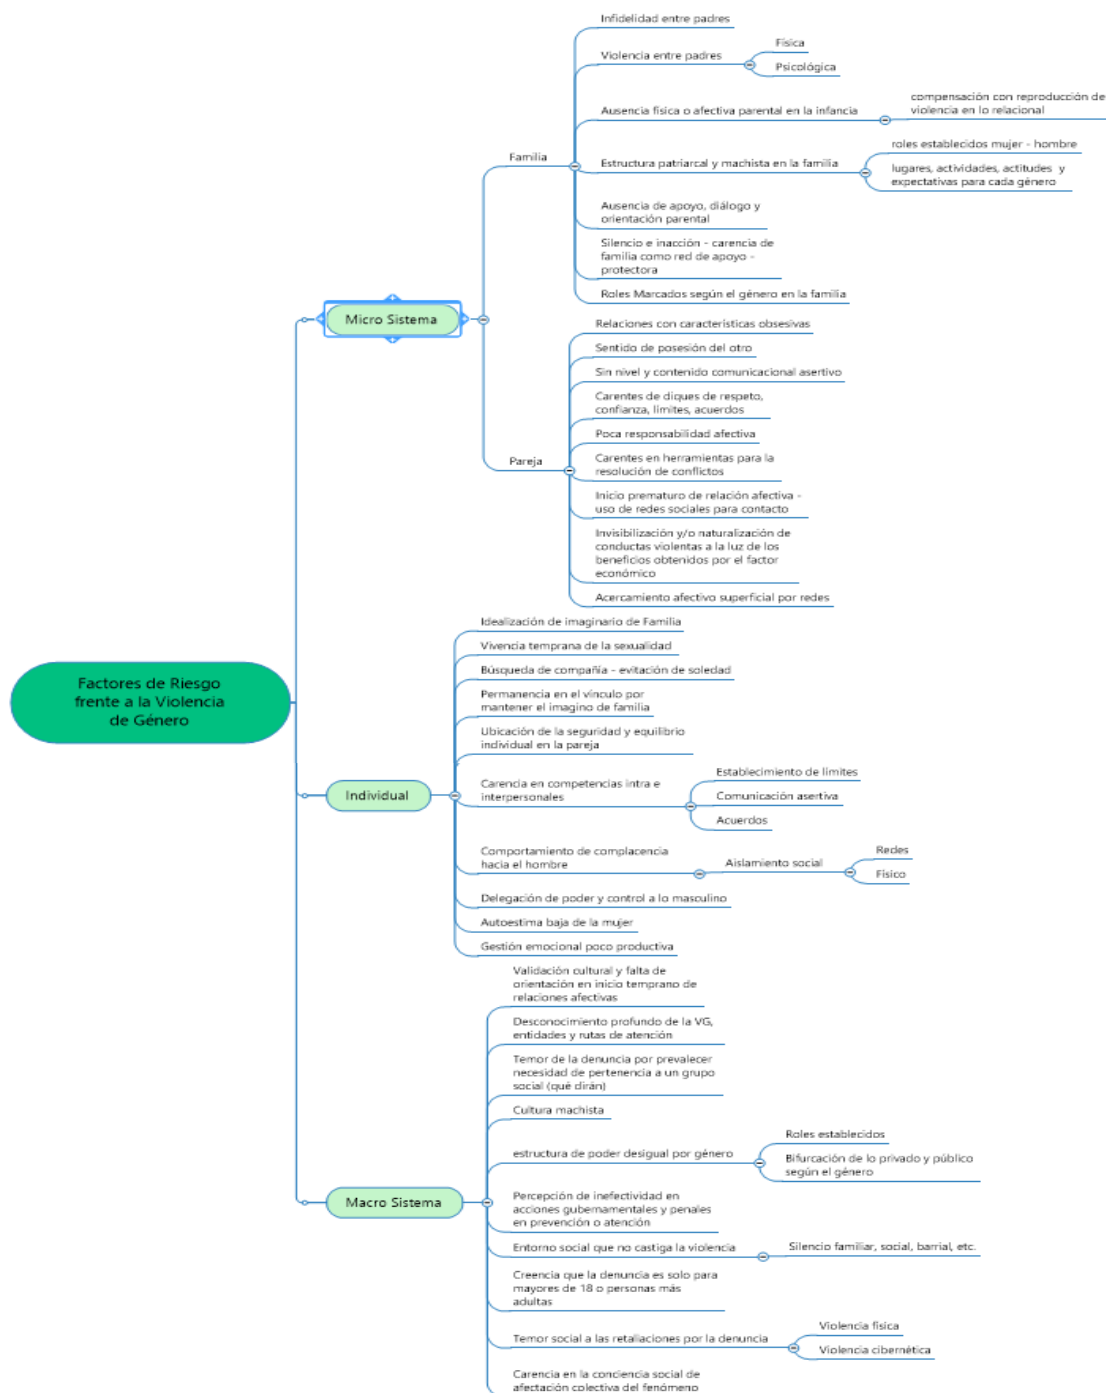 Factores de Riesgo
frente a la Violencia
de Género
Micro Sistema
Familia
Infidelidad entre padres
Violencia entre padres
Física
Psicológica
Ausencia física o afectiva parental en la infancia
compensación con reproducción de
violencia en lo relacional
Estructura patriarcal y machista en la familia
roles establecidos mujer - hombre
lugares, actividades, actitudes y
expectativas para cada género
Ausencia de apoyo, diálogo y
orientación parental
Silencio e inacción - carencia de
familia como red de apoyo -
protectora
Roles Marcados según el género en la familia
Pareja
Relaciones con características obsesivas
Sentido de posesión del otro
Sin nivel y contenido comunicacional asertivo
Carentes de diques de respeto,
confianza, límites, acuerdos
Poca responsabilidad afectiva
Carentes en herramientas para la
resolución de conflictos
Inicio prematuro de relación afectiva -
uso de redes sociales para contacto
Invisibilización y/o naturalización de
conductas violentas a la luz de los
beneficios obtenidos por el factor
económico
Acercamiento afectivo superficial por redes
Individual
Idealización de imaginario de Familia
Vivencia temprana de la sexualidad
Búsqueda de compañía - evitación de soledad
Permanencia en el vínculo por
mantener el imagino de familia
Ubicación de la seguridad y equilibrio
individual en la pareja
Carencia en competencias intra e
interpersonales
Establecimiento de límites
Comunicación asertiva
Acuerdos
Comportamiento de complacencia
hacia el hombre
Aislamiento social
Redes
Físico
Delegación de poder y control a lo masculino
Autoestima baja de la mujer
Gestión emocional poco productiva
Macro Sistema
Validación cultural y falta de
orientación en inicio temprano de
relaciones afectivas
Desconocimiento profundo de la VG,
entidades y rutas de atención
Temor de la denuncia por prevalecer
necesidad de pertenencia a un grupo
social (qué dirán)
Cultura machista
estructura de poder desigual por género
Roles establecidos
Bifurcación de lo privado y público
según el género
Percepción de inefectividad en
acciones gubernamentales y penales
en prevención o atención
Entorno social que no castiga la violencia
Silencio familiar, social, barrial, etc.
Creencia que la denuncia es solo para
mayores de 18 o personas más
adultas
Temor social a las retaliaciones por la denuncia
Violencia física
Violencia cibernética
Carencia en la conciencia social de
afectación colectiva del fenómeno